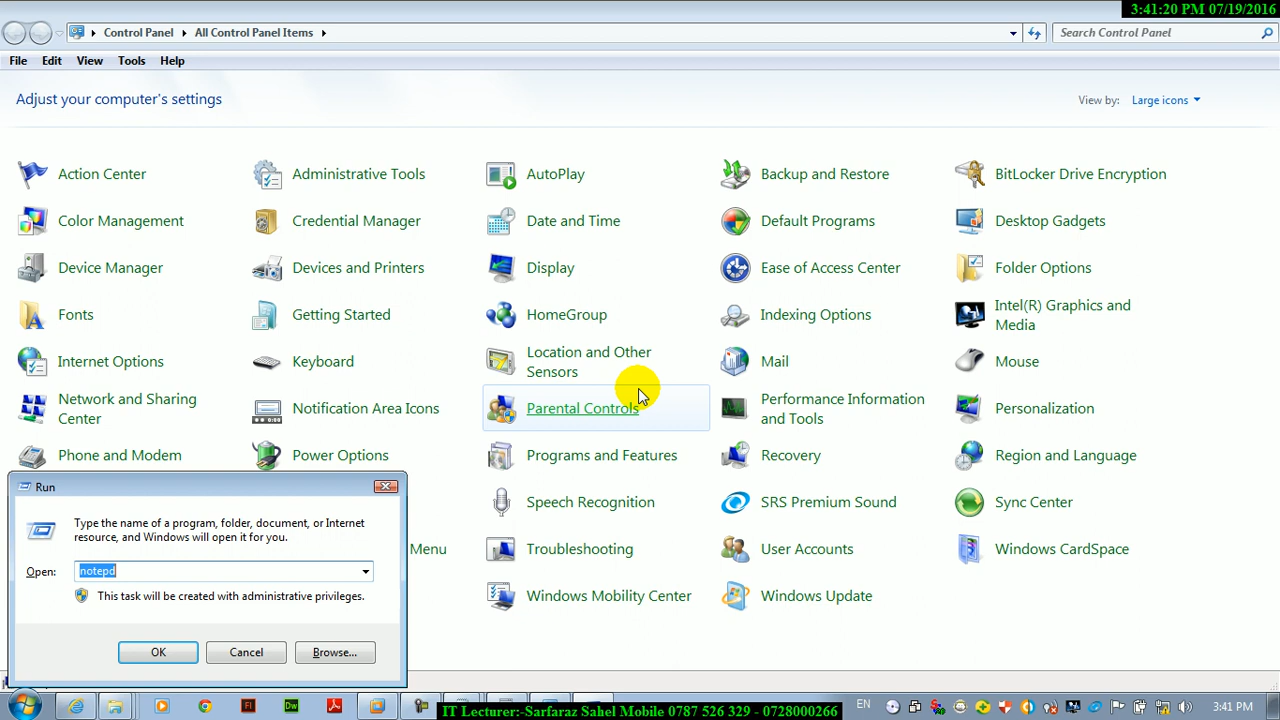 3:41:20 PM 07/19/2016
Control Panel
All Control Panel Items
Search Control Panel
File Edit View Tools Help
Adjust your computer's settings
View by: Large icons
Action Center
Administrative Tools
AutoPlay
Backup and Restore
BitLocker Drive Encryption
Color Management
Credential Manager
Date and Time
Default Programs
Desktop Gadgets
Device Manager
Devices and Printers
Display
Ease of Access Center
Folder Options
Fonts
Getting Started
HomeGroup
Indexing Options
Intel(R) Graphics and
Media
Internet Options
Keyboard
Location and Other
Sensors
Mail
Mouse
Network and Sharing
Center
Notification Area Icons
Parental Controls
Performance Information
and Tools
Personalization
Phone and Modem
Power Options
Programs and Features
Recovery
Region and Language
Speech Recognition
SRS Premium Sound
Sync Center
Menu
Troubleshooting
User Accounts
Windows CardSpace
Windows Mobility Center
Windows Update
Run
Type the name of a program, folder, document, or Internet
resource, and Windows will open it for you.
Open: notepd
This task will be created with administrative privileges.
OK
Cancel
Browse...
IT Lecturer:-Sarfaraz Sahel Mobile 0787 526 329 - 0728000266
EN
3:41 PM